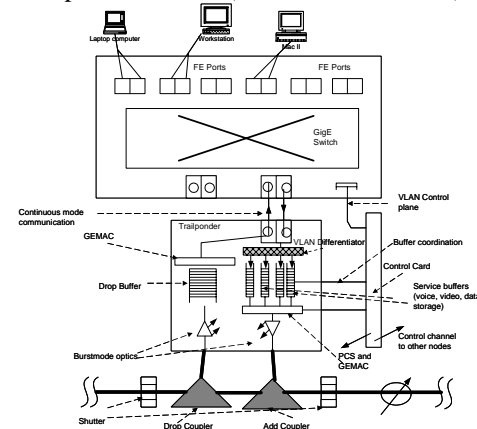 Laptop computer
Workstation
Mac II
FE Ports
FE Ports
GigE
Switch
VLAN Control
plane
Continuous mode
communication
Trailponder
GEMAC
VLAN Differentiator
Buffer coordination
Control Card
Drop Buffer
Service buffers
(voice, video, data
storage)
Control channel
to other nodes
Burstmode optics
PCS and
GEMAC
Shutter
Drop Coupler
Add Coupler